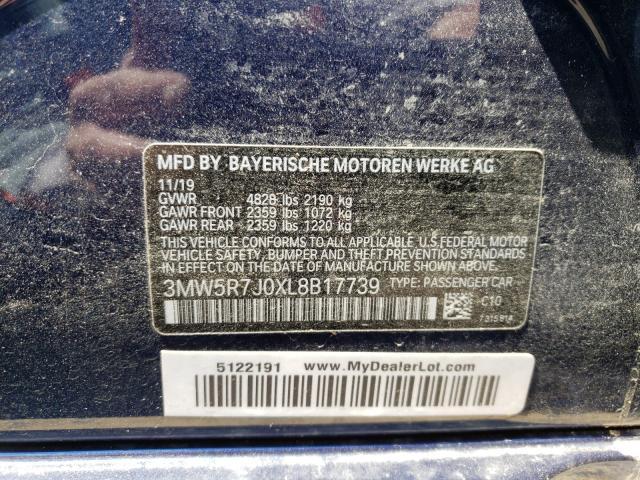 MFD BY BAYERISCHE MOTOREN WERKE AG
11/19
GVWR 4828 lbs 2190 kg
GAWR FRONT 2359 lbs 1072 kg
GAWR REAR 2359 lbs 1220 kg
THIS VEHICLE CONFORMS TO ALL APPLICABLE U.S.FEDERAL MOTOR
VEHICLE SAFETY, BUMPER AND THEFT PREVENTION STANDARDS IN EFFECT
ON THE DATE OF MANUFACTURE SHOWN ABOVE.
3MW5R7J0XL8B17739 TYPE: PASSENGER CAR
C10
7315814
5122191 www.MyDealerLot.com